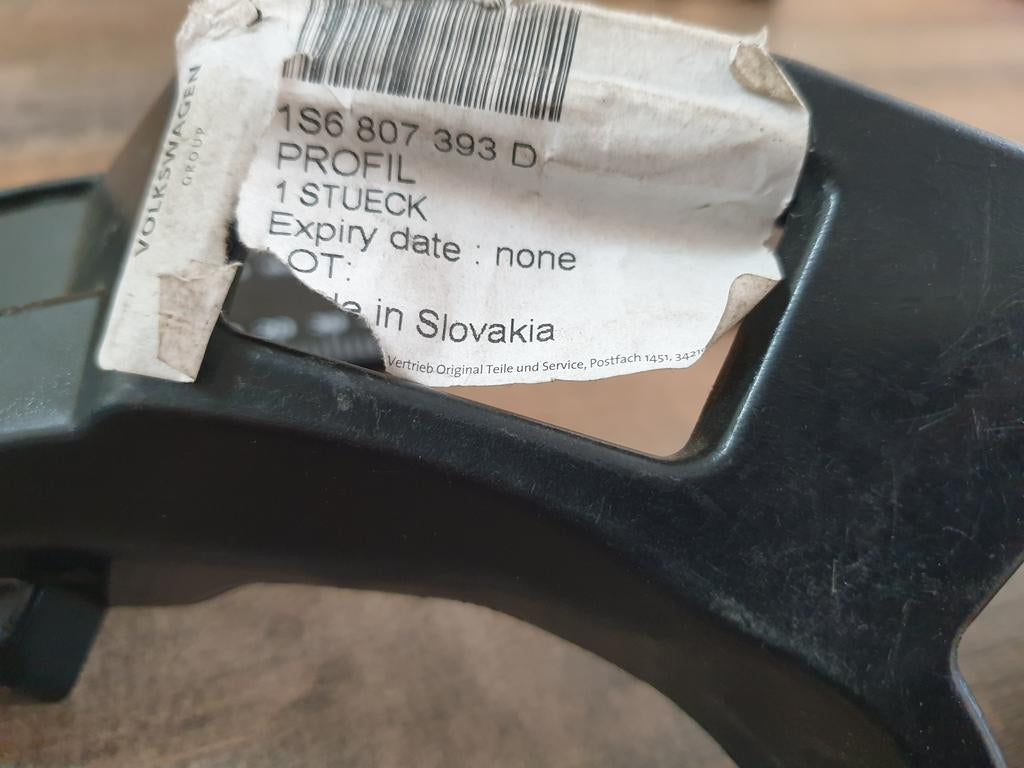 VOLKSWAGEN
GROUP
1S6 807 393 D
PROFIL
1 STUECK
Expiry date : none
OT:
in Slovakia
Vertrieb Original Teile und Service, Postfach 1451,